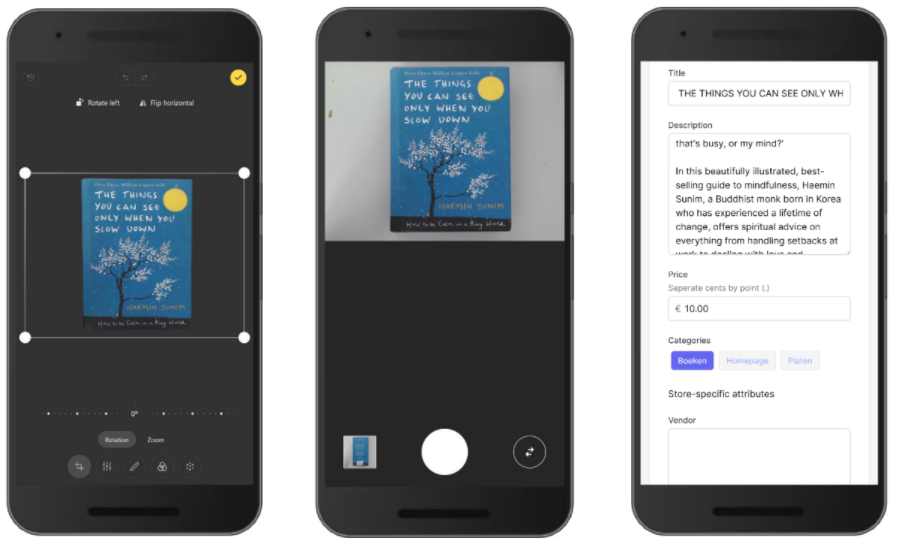 Rotate left
Flip horizontal
THE THINGS
YOU CAN SEE
ONLY WHEN YOU
SLOW DOWN
HAEMIN SUNIM
How to be Calm in a Busy World
0°
Rotation
Zoom
Over Three Million Copies Sold
THE THINGS
YOU CAN SEE
ONLY WHEN YOU
SLOW DOWN
HAEMIN SUNIM
How to be Calm in a Busy World
Title
THE THINGS YOU CAN SEE ONLY WH
Description
that's busy, or my mind?'
In this beautifully illustrated, best-
selling guide to mindfulness, Haemin
Sunim, a Buddhist monk born in Korea
who has experienced a lifetime of
change, offers spiritual advice on
everything from handling setbacks at
work to dealing with love and
Price
Seperate cents by point (.)
€ 10.00
Categories
Boeken
Homepage
Platen
Store-specific attributes
Vendor